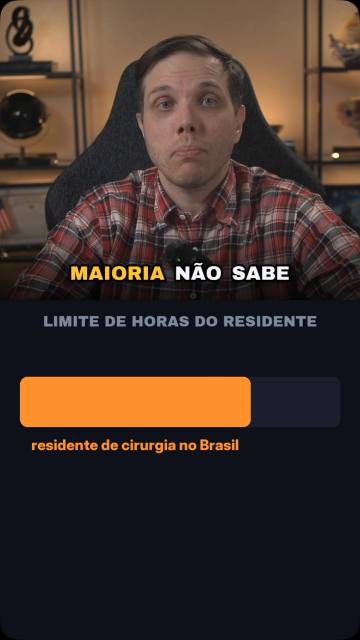 MAIORIA NÃO SABE
LIMITE DE HORAS DO RESIDENTE
residente de cirurgia no Brasil